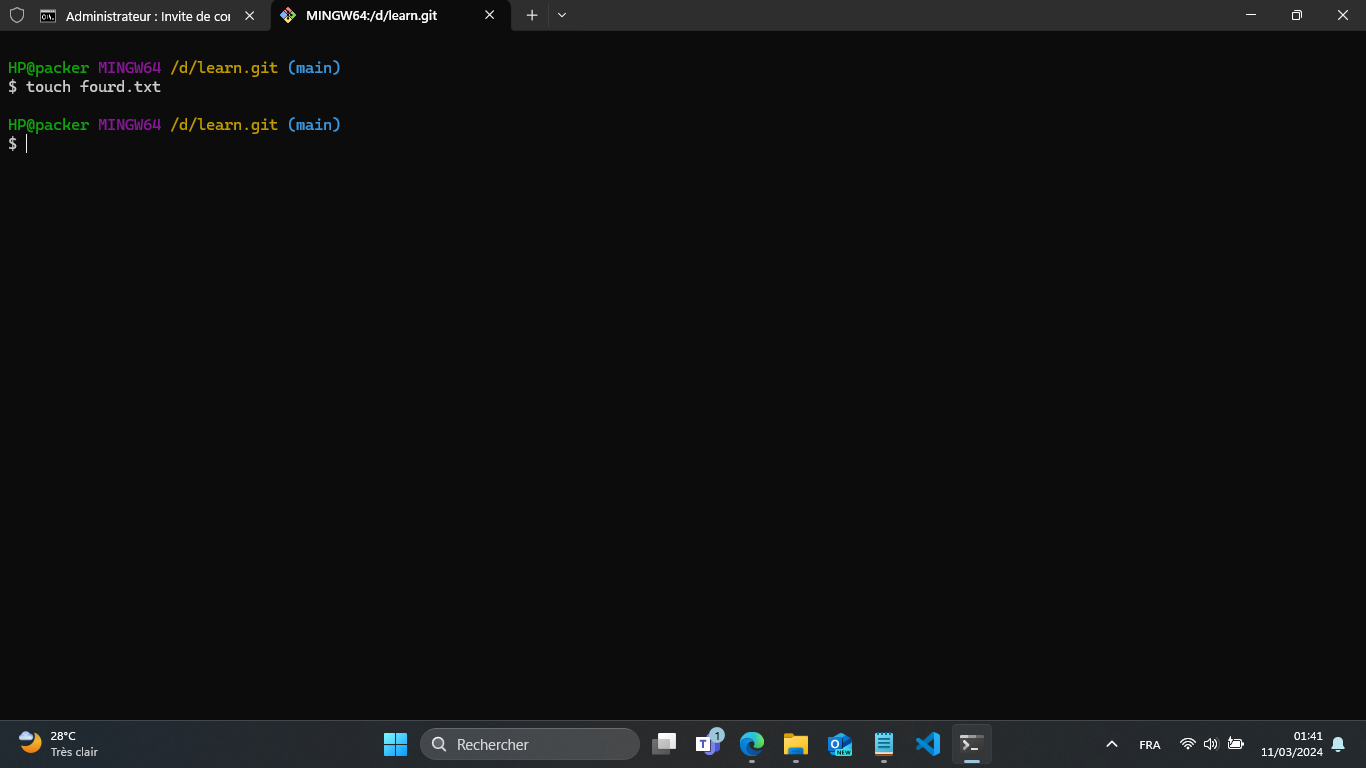 Administrateur : Invite de coi
MINGW64:/d/learn.git
HP@packer MINGW64 /d/learn.git (main)
$ touch fourd.txt
HP@packer MINGW64 /d/learn.git (main)
$
28°C
Très clair
Rechercher
1
T
NEW
FRA
01:41
11/03/2024